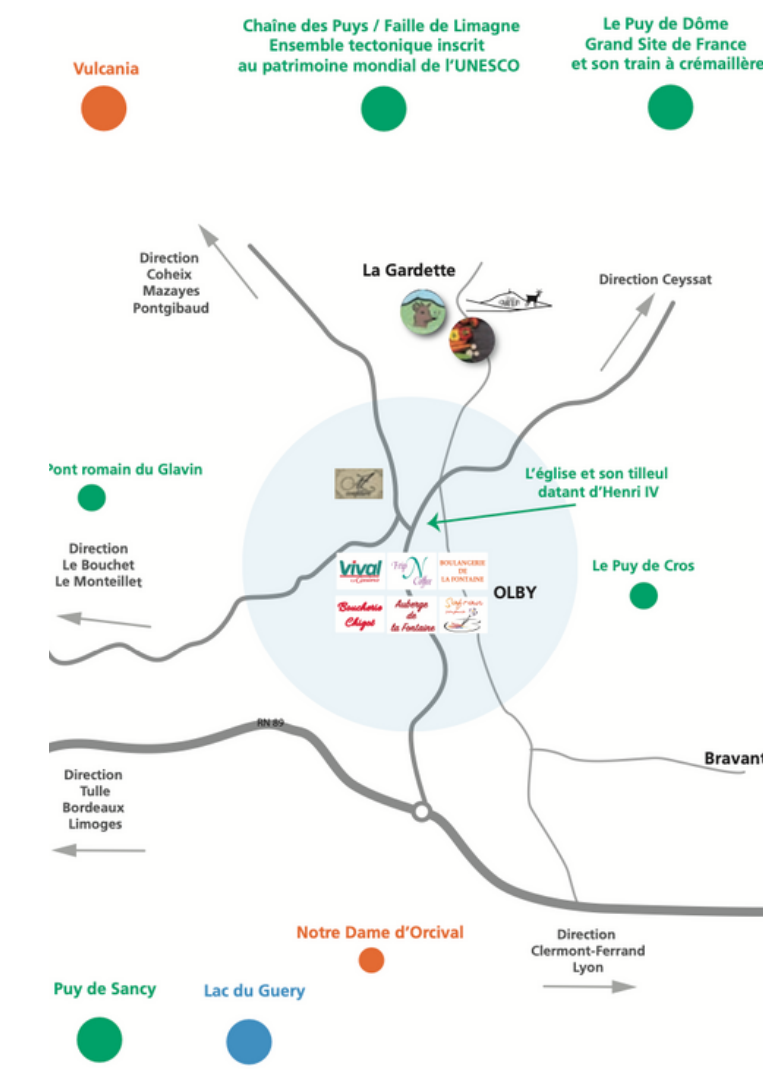 Chaîne des Puys / Faille de Limagne
Ensemble tectonique inscrit
au patrimoine mondial de l'UNESCO
Le Puy de Dôme
Grand Site de France
et son train à crémaillère
Vulcania
Direction
Coheix
Mazayes
Pontgibaud
La Gardette
Direction Ceyssat
Pont romain du Glavin
L'église et son tilleul
datant d'Henri IV
Direction
Le Bouchet
Le Monteillet
Vival
Frip
N
Coffee
BOULANGERIE
DE
LA FONTAINE
Le Puy de Cros
OLBY
Boucherie
Chigot
Auberge
de
la Fontaine
RN 89
Bravant
Direction
Tulle
Bordeaux
Limoges
Notre Dame d'Orcival
Direction
Clermont-Ferrand
Lyon
Puy de Sancy
Lac du Guery